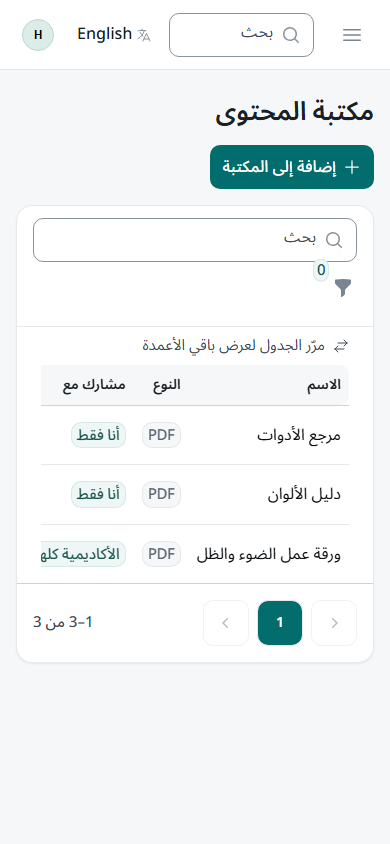 بحث
English
H
مكتبة المحتوى
إضافة إلى المكتبة
بحث
0
مرّر الجدول لعرض باقي الأعمدة
الاسم النوع مشارك مع
مرجع الأدوات PDF أنا فقط
دليل الألوان PDF أنا فقط
ورقة عمل الضوء والظل PDF الأكاديمية كلها
1
1–3 من 3